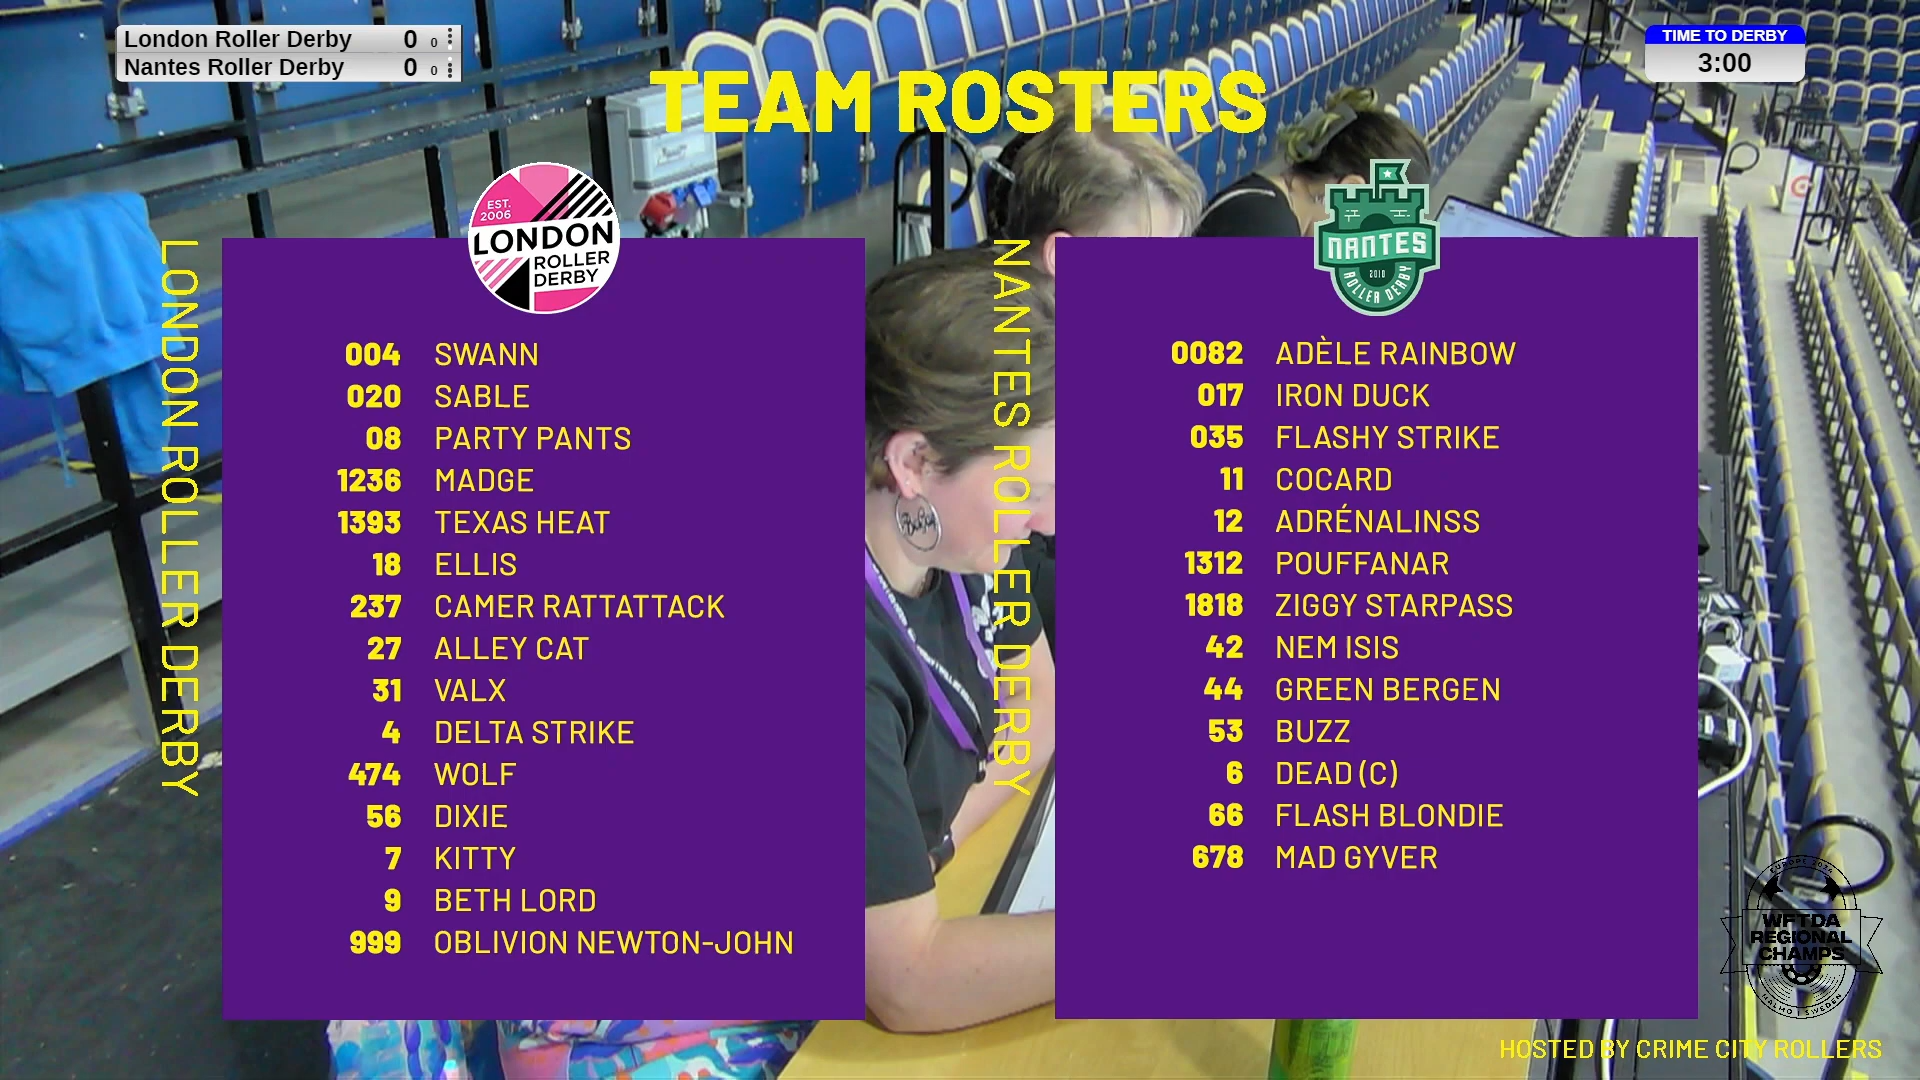 London Roller Derby 0 0
Nantes Roller Derby 0 0
TIME TO DERBY
3:00
TEAM ROSTERS
EST.
2006
LONDON
ROLLER
DERBY
LONDON ROLLER DERBY
004 SWANN
020 SABLE
08 PARTY PANTS
1236 MADGE
1393 TEXAS HEAT
18 ELLIS
237 CAMER RATTATTACK
27 ALLEY CAT
31 VALX
4 DELTA STRIKE
474 WOLF
56 DIXIE
7 KITTY
9 BETH LORD
999 OBLIVION NEWTON-JOHN
NANTES
2010
ROLLER DERBY
NANTES ROLLER DERBY
0082 ADÈLE RAINBOW
017 IRON DUCK
035 FLASHY STRIKE
11 COCARD
12 ADRÉNALINSS
1312 POUFFANAR
1818 ZIGGY STARPASS
42 NEM ISIS
44 GREEN BERGEN
53 BUZZ
6 DEAD (C)
66 FLASH BLONDIE
678 MAD GYVER
EUROPE 2024
WFTDA
REGIONAL
CHAMPS
MALMO | SWEDEN
HOSTED BY CRIME CITY ROLLERS